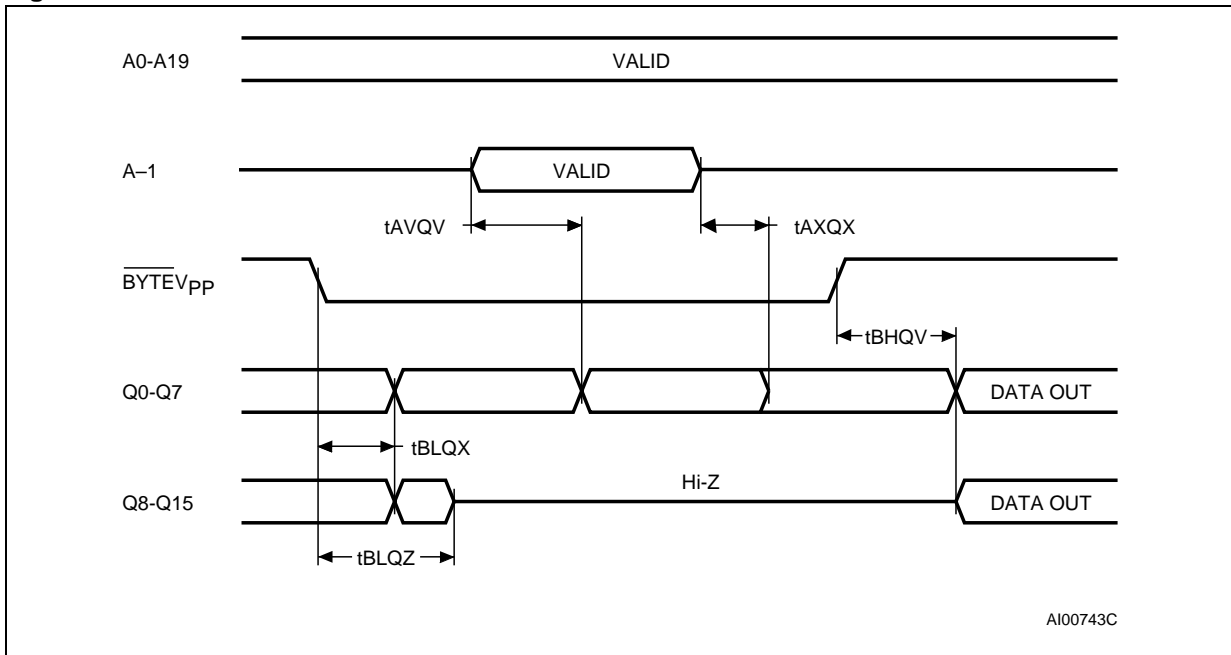 A0-A19
VALID
A–1
VALID
tAVQV
tAXQX
BYTEVPP
tBHQV
Q0-Q7
DATA OUT
tBLQX
Hi-Z
Q8-Q15
DATA OUT
tBLQZ
AI00743C